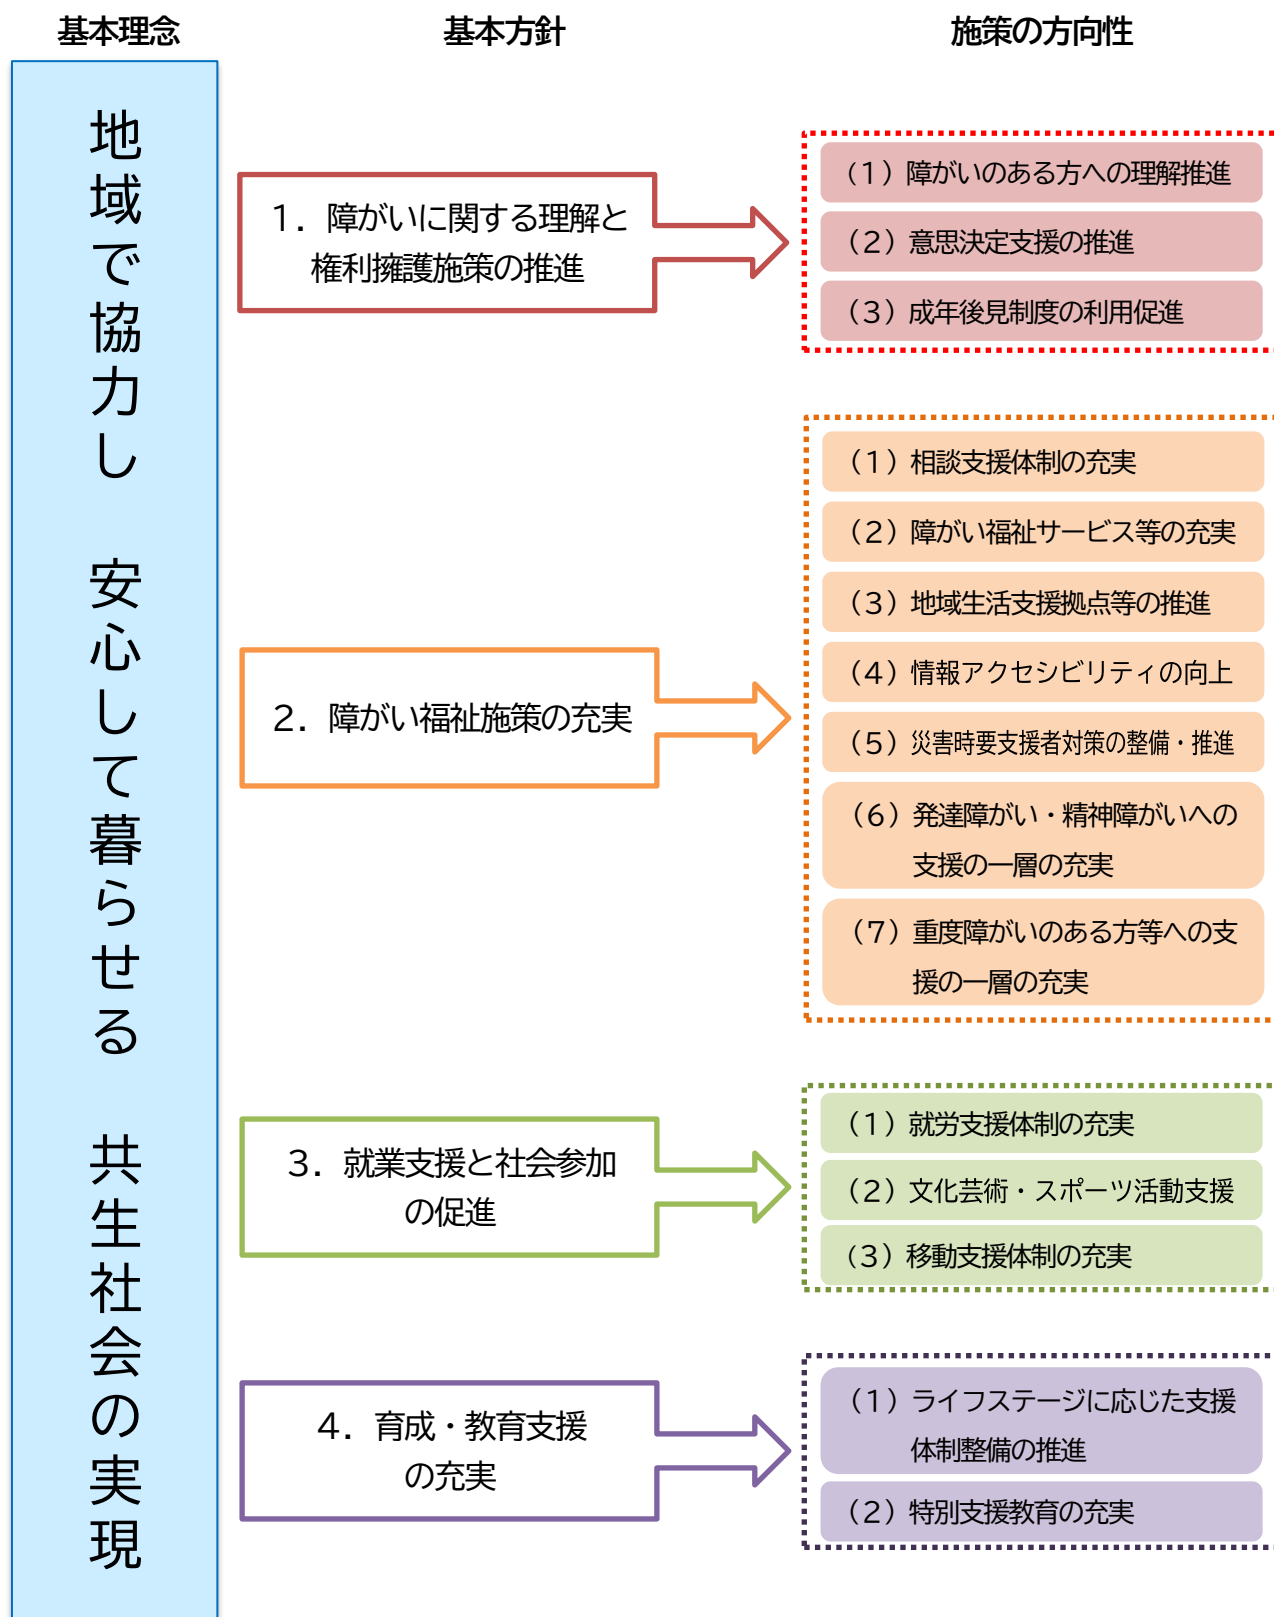 基本理念
基本方針
施策の方向性
地域で協力し　安心して暮らせる　共生社会の実現
1．障がいに関する理解と
権利擁護施策の推進
（1）障がいのある方への理解推進
（2）意思決定支援の推進
（3）成年後見制度の利用促進
2．障がい福祉施策の充実
（1）相談支援体制の充実
（2）障がい福祉サービス等の充実
（3）地域生活支援拠点等の推進
（4）情報アクセシビリティの向上
（5）災害時要支援者対策の整備・推進
（6）発達障がい・精神障がいへの
支援の一層の充実
（7）重度障がいのある方等への支
援の一層の充実
3．就業支援と社会参加
の促進
（1）就労支援体制の充実
（2）文化芸術・スポーツ活動支援
（3）移動支援体制の充実
4．育成・教育支援
の充実
（1）ライフステージに応じた支援
体制整備の推進
（2）特別支援教育の充実